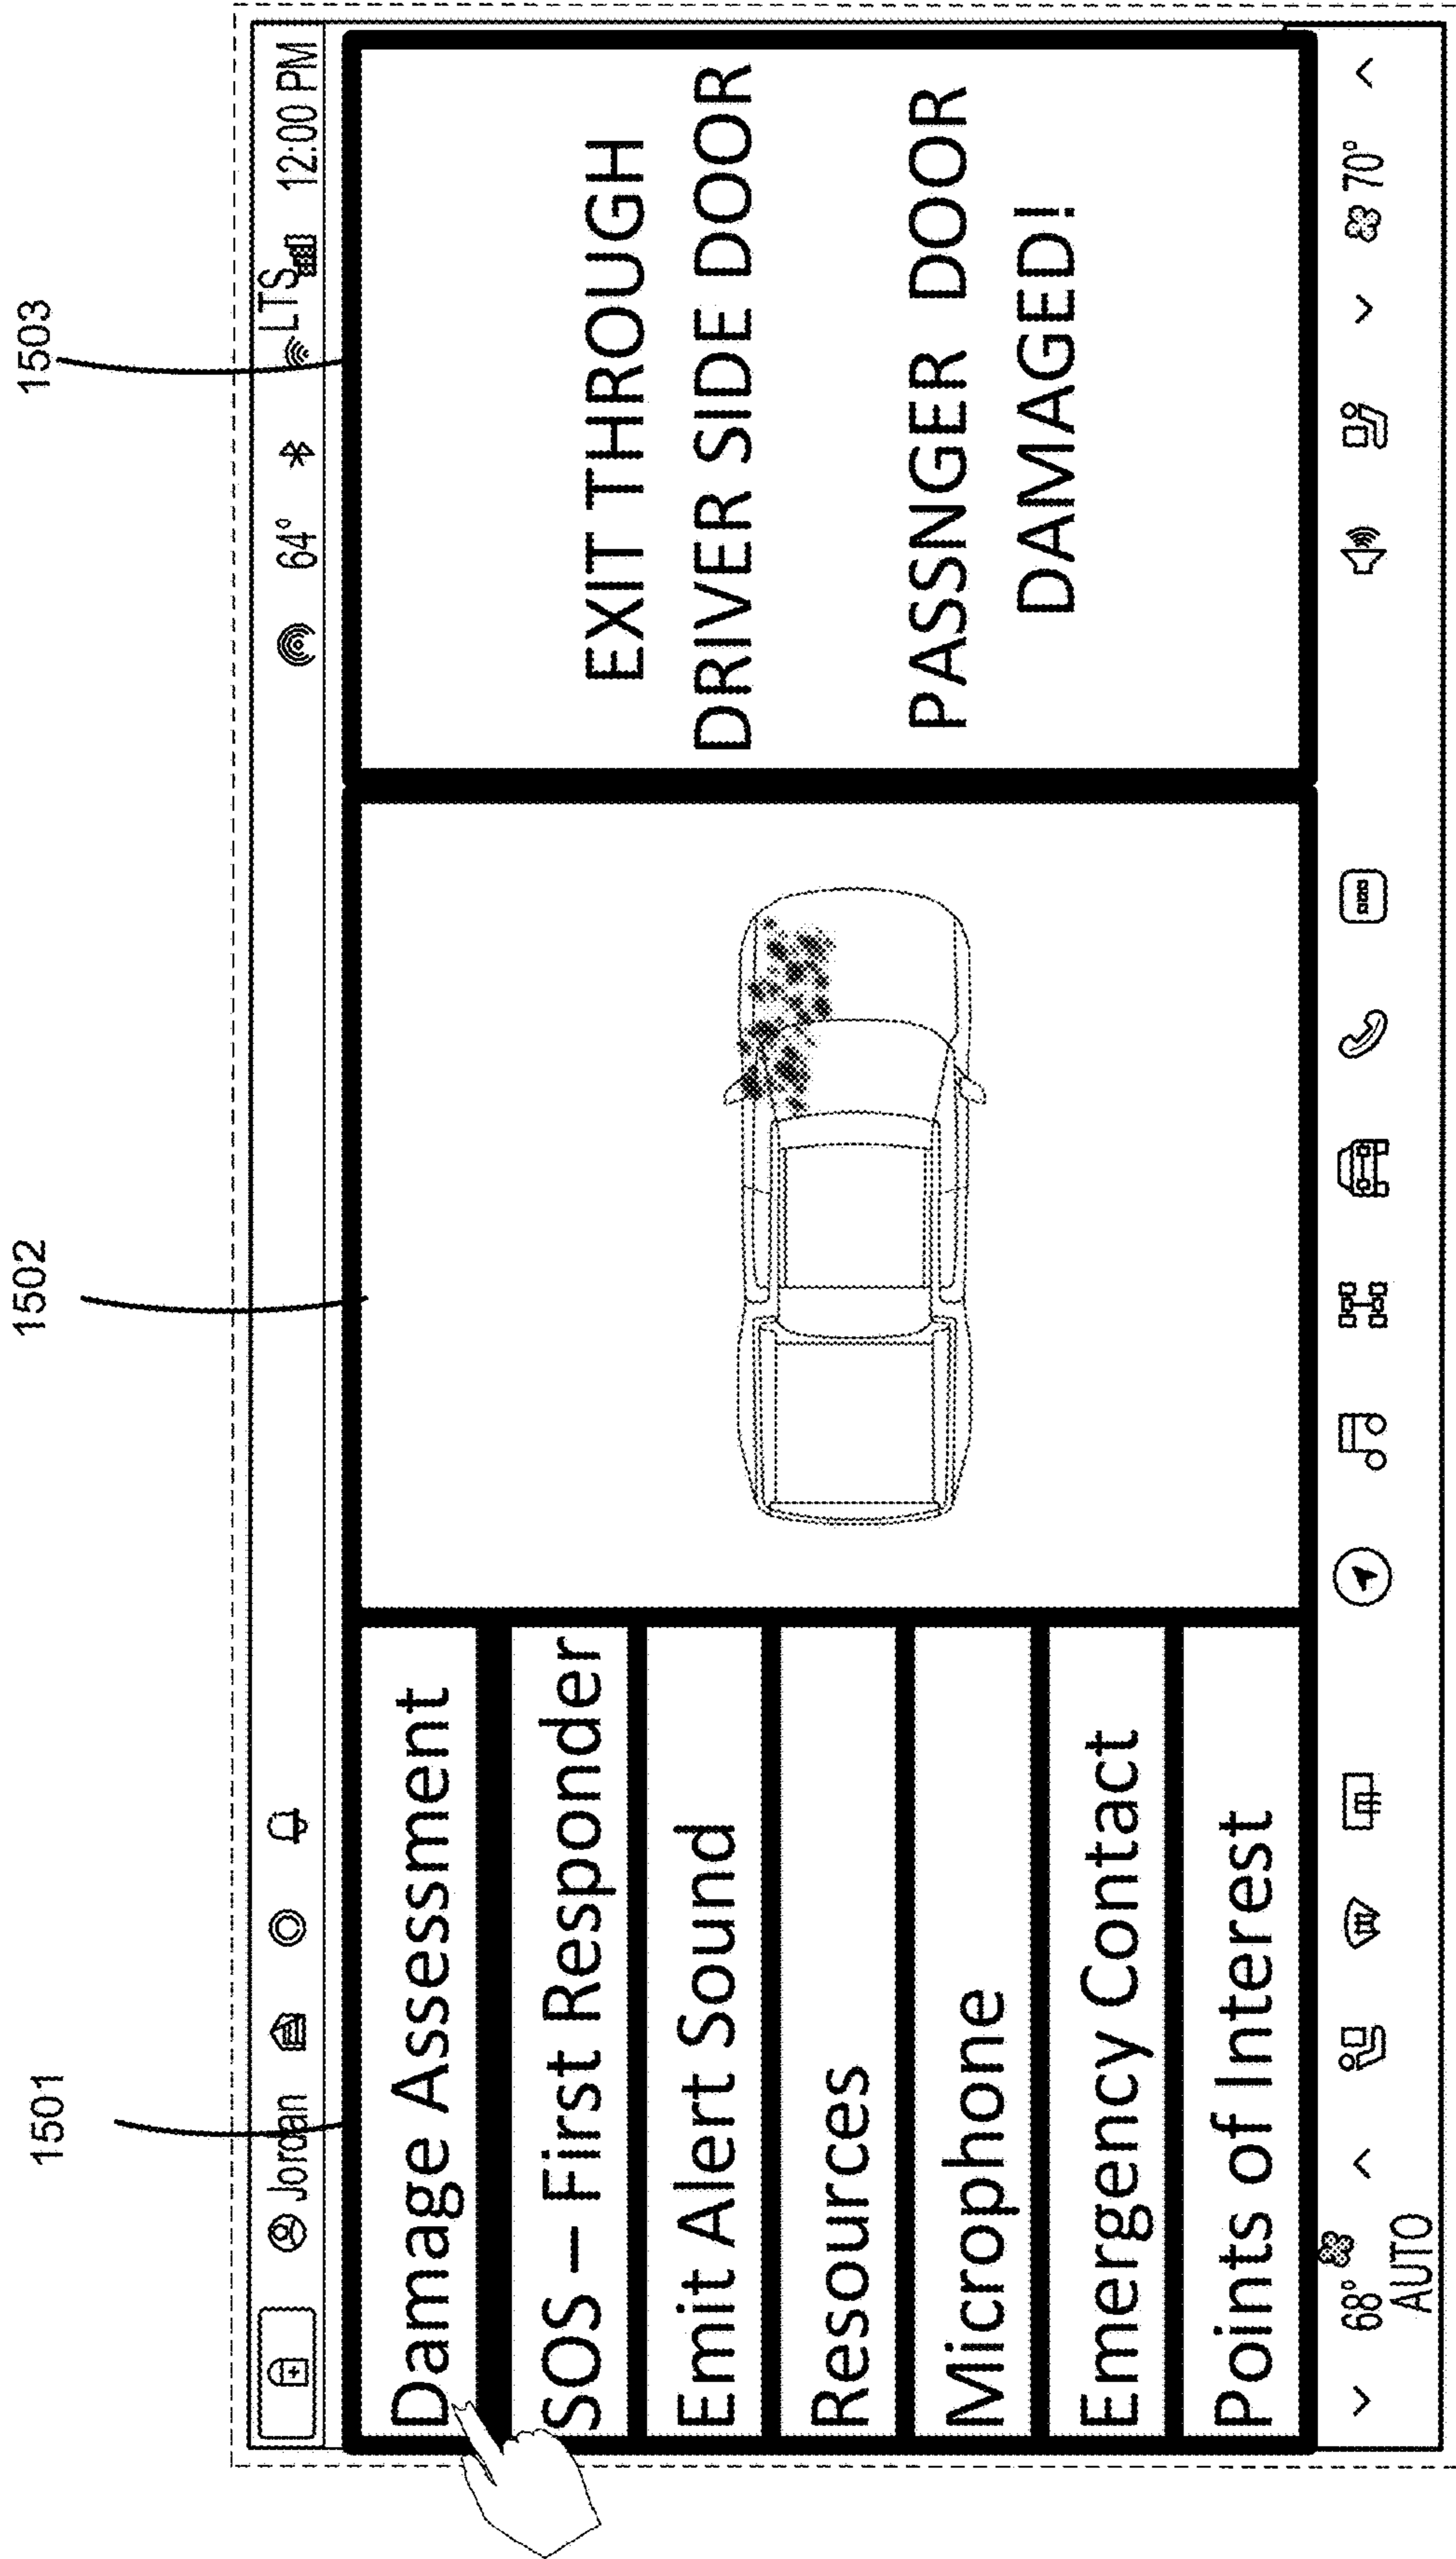 1501
1502
1503
Jordan
64°
LTS
12:00 PM
Damage Assessment
SOS – First Responder
Emit Alert Sound
Resources
Microphone
Emergency Contact
Points of Interest
EXIT THROUGH
DRIVER SIDE DOOR
PASSNGER DOOR
DAMAGED!
68°
AUTO
70°